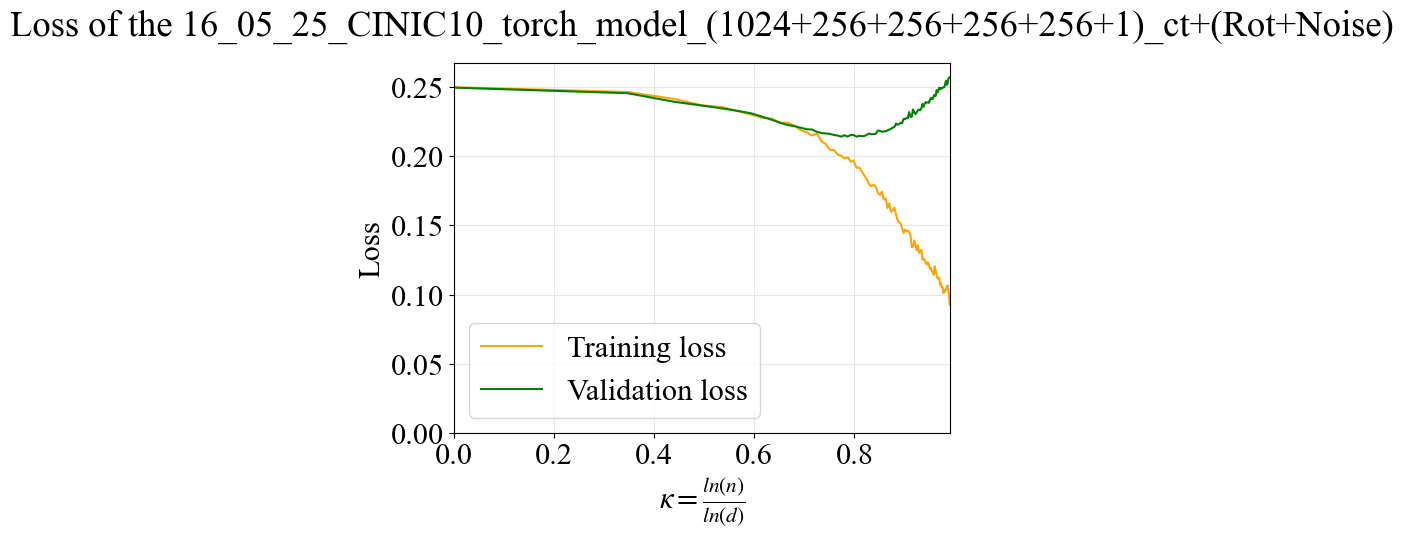 Loss of the 16_05_25_CINIC10_torch_model_(1024+256+256+256+256+1)_ct+(Rot+Noise)
Loss
0.25
0.20
0.15
0.10
0.05
0.00
Training loss
Validation loss
0.0 0.2 0.4 0.6 0.8
κ = ln(n)/ln(d)